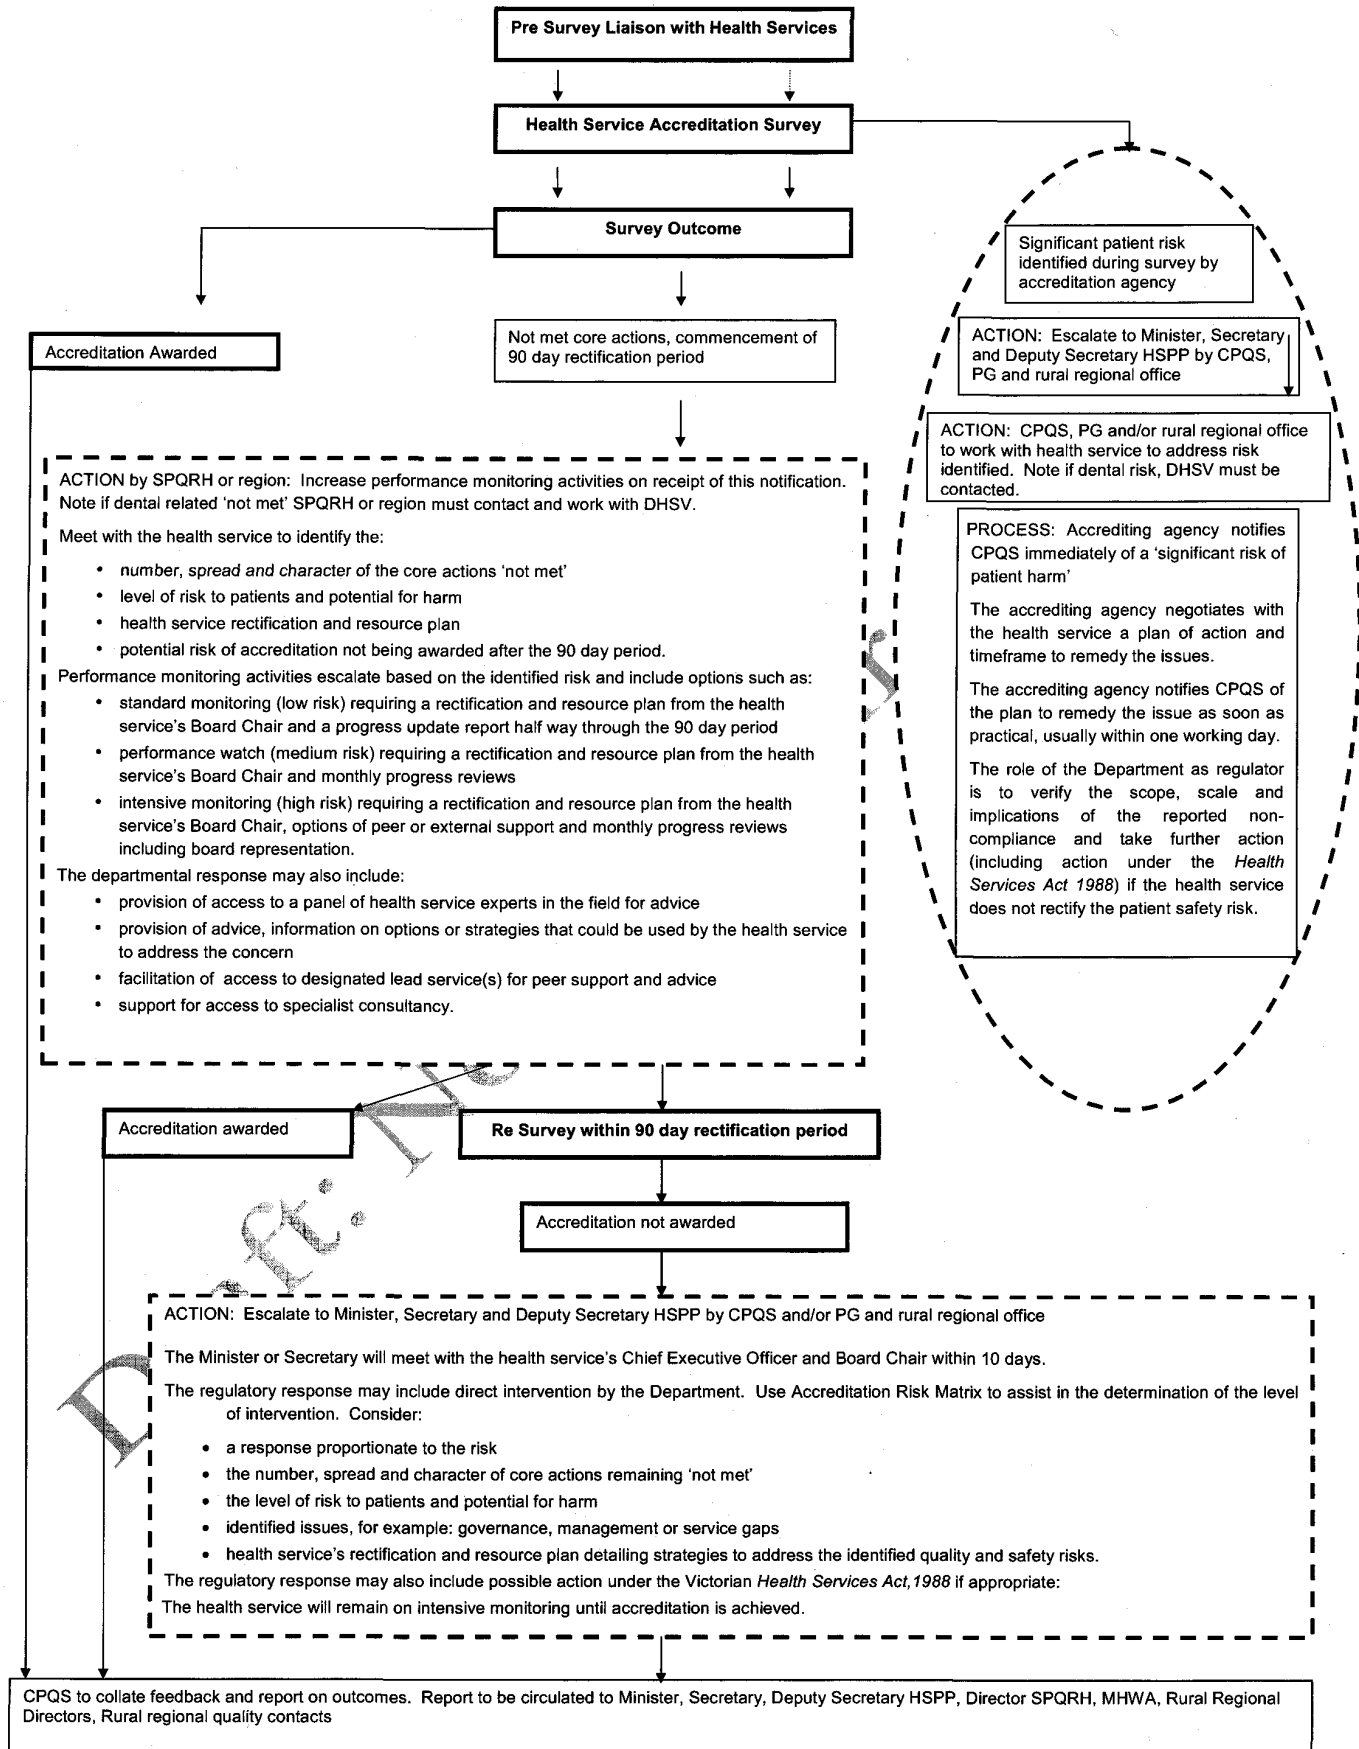 Pre Survey Liaison with Health Services
Health Service Accreditation Survey
Survey Outcome
Accreditation Awarded
Not met core actions, commencement of
90 day rectification period
Significant patient risk
identified during survey by
accreditation agency
ACTION: Escalate to Minister, Secretary
and Deputy Secretary HSPP by CPQS,
PG and rural regional office
ACTION: CPQS, PG and/or rural regional office
to work with health service to address risk
identified. Note if dental risk, DHSV must be
contacted.
PROCESS: Accrediting agency notifies
CPQS immediately of a ‘significant risk of
patient harm’
The accrediting agency negotiates with
the health service a plan of action and
timeframe to remedy the issues.
The accrediting agency notifies CPQS of
the plan to remedy the issue as soon as
practical, usually within one working day.
The role of the Department as regulator
is to verify the scope, scale and
implications of the reported non-
compliance and take further action
(including action under the Health
Services Act 1988) if the health service
does not rectify the patient safety risk.
ACTION by SPQRH or region: Increase performance monitoring activities on receipt of this notification.
Note if dental related ‘not met’ SPQRH or region must contact and work with DHSV.
Meet with the health service to identify the:
• number, spread and character of the core actions ‘not met’
• level of risk to patients and potential for harm
• health service rectification and resource plan
• potential risk of accreditation not being awarded after the 90 day period.
Performance monitoring activities escalate based on the identified risk and include options such as:
• standard monitoring (low risk) requiring a rectification and resource plan from the health
service’s Board Chair and a progress update report half way through the 90 day period
• performance watch (medium risk) requiring a rectification and resource plan from the health
service’s Board Chair and monthly progress reviews
• intensive monitoring (high risk) requiring a rectification and resource plan from the health
service’s Board Chair, options of peer or external support and monthly progress reviews
including board representation.
The departmental response may also include:
• provision of access to a panel of health service experts in the field for advice
• provision of advice, information on options or strategies that could be used by the health service
to address the concern
• facilitation of access to designated lead service(s) for peer support and advice
• support for access to specialist consultancy.
Accreditation awarded
Re Survey within 90 day rectification period
Accreditation not awarded
ACTION: Escalate to Minister, Secretary and Deputy Secretary HSPP by CPQS and/or PG and rural regional office
The Minister or Secretary will meet with the health service’s Chief Executive Officer and Board Chair within 10 days.
The regulatory response may include direct intervention by the Department. Use Accreditation Risk Matrix to assist in the determination of the level
of intervention. Consider:
• a response proportionate to the risk
• the number, spread and character of core actions remaining ‘not met’
• the level of risk to patients and potential for harm
• identified issues, for example: governance, management or service gaps
• health service’s rectification and resource plan detailing strategies to address the identified quality and safety risks.
The regulatory response may also include possible action under the Victorian Health Services Act, 1988 if appropriate:
The health service will remain on intensive monitoring until accreditation is achieved.
CPQS to collate feedback and report on outcomes. Report to be circulated to Minister, Secretary, Deputy Secretary HSPP, Director SPQRH, MHWA, Rural Regional
Directors, Rural regional quality contacts